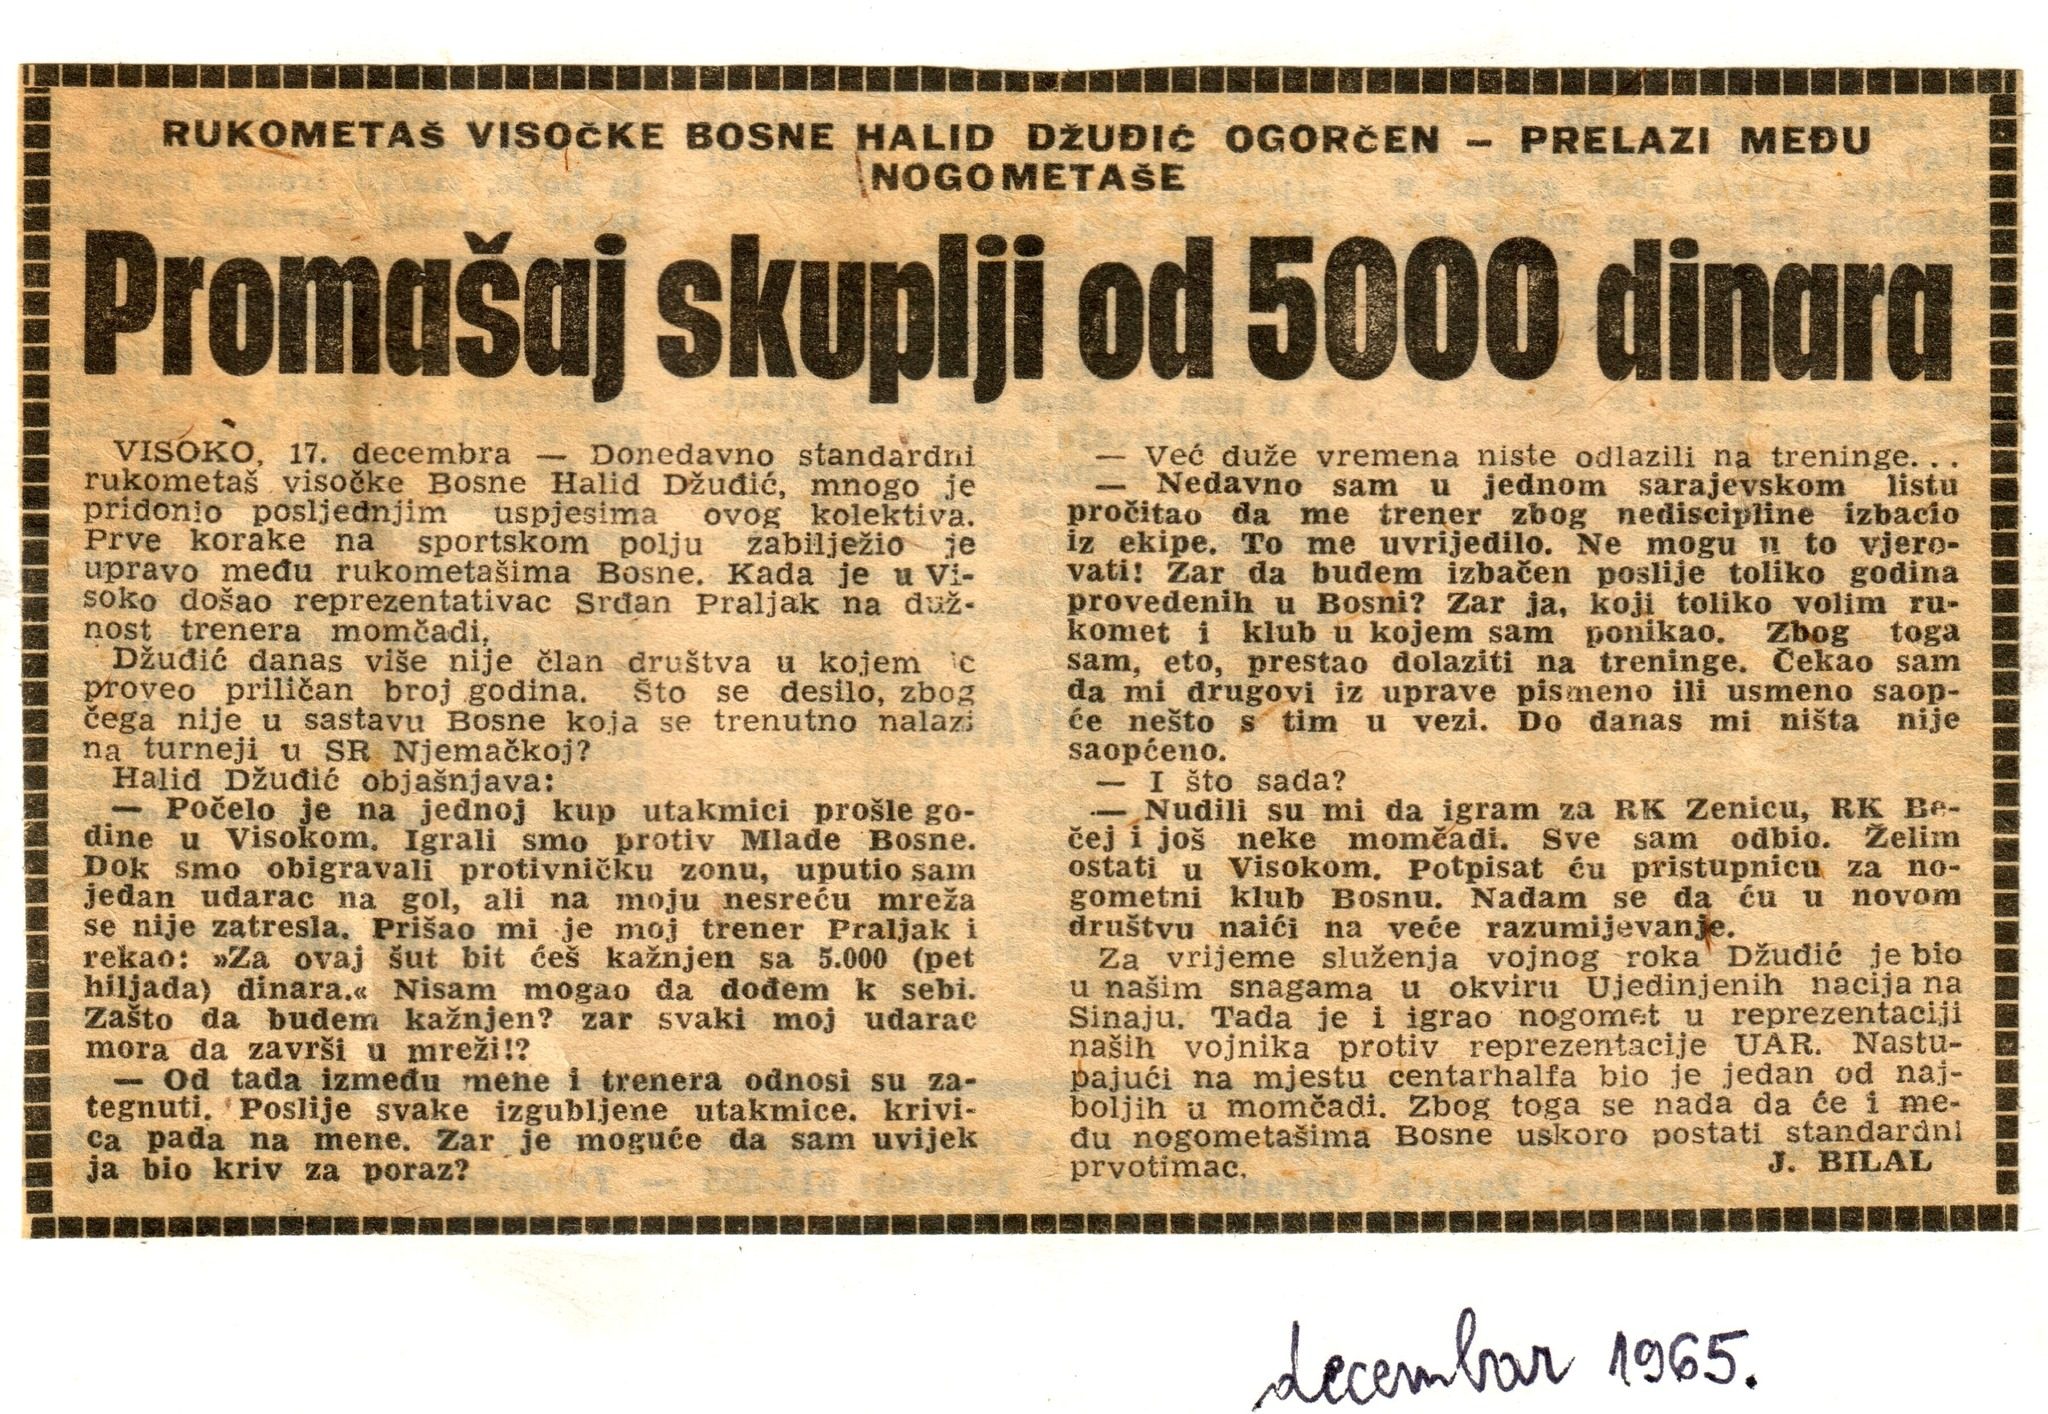 RUKOMETAŠ VISOČKE BOSNE HALID DŽUĐIĆ OGORČEN — PRELAZI MEĐU
NOGOMETAŠE
Promašaj skuplji od 5000 dinara
VISOKO, 17. decembra — Donedavno standardni
rukometaš visočke Bosne Halid Džuđić, mnogo je
pridonio posljednjim uspjesima ovog kolektiva.
Prve korake na sportskom polju zabilježio je
upravo među rukometašima Bosne. Kada je u Vi-
soko došao reprezentativac Srđan Praljak na duž-
nost trenera momčadi.
Džuđić danas više nije član društva u kojem je
proveo priličan broj godina. Što se desilo, zbog
čega nije u sastavu Bosne koja se trenutno nalazi
na turneji u SR Njemačkoj?
Halid Džuđić objašnjava:
— Počelo je na jednoj kup utakmici prošle go-
dine u Visokom. Igrali smo protiv Mlade Bosne.
Dok smo obigravali protivničku zonu, uputio sam
jedan udarac na gol, ali na moju nesreću mreža
se nije zatresla. Prišao mi je moj trener Praljak i
rekao: »Za ovaj šut bit ćeš kažnjen sa 5.000 (pet
hiljada) dinara.« Nisam mogao da dođem k sebi.
Zašto da budem kažnjen? zar svaki moj udarac
mora da završi u mreži!?
— Od tada između mene i trenera odnosi su za-
tegnuti. Poslije svake izgubljene utakmice. krivi-
ca pada na mene. Zar je moguće da sam uvijek
ja bio kriv za poraz?
— Već duže vremena niste odlazili na treninge...
— Nedavno sam u jednom sarajevskom listu
pročitao da me trener zbog nediscipline izbacio
iz ekipe. To me uvrijedilo. Ne mogu u to vjero-
vati! Zar da budem izbačen poslije toliko godina
provedenih u Bosni? Zar ja, koji toliko volim ru-
komet i klub u kojem sam ponikao. Zbog toga
sam, eto, prestao dolaziti na treninge. Čekao sam
da mi drugovi iz uprave pismeno ili usmeno saop-
će nešto s tim u vezi. Do danas mi ništa nije
saopćeno.
— I što sada?
— Nudili su mi da igram za RK Zenicu, RK Be-
čej i još neke momčadi. Sve sam odbio. Želim
ostati u Visokom. Potpisat ću pristupnicu za no-
gometni klub Bosnu. Nadam se da ću u novom
društvu naići na veće razumijevanje.
Za vrijeme služenja vojnog roka Džuđić je bio
u našim snagama u okviru Ujedinjenih nacija na
Sinaju. Tada je i igrao nogomet u reprezentaciji
naših vojnika protiv reprezentacije UAR. Nastu-
pajući na mjestu centarhalfa bio je jedan od naj-
boljih u momčadi. Zbog toga se nada da će i me-
đu nogometašima Bosne uskoro postati standardni
prvotimac.
J. BILAL
decembar 1965.